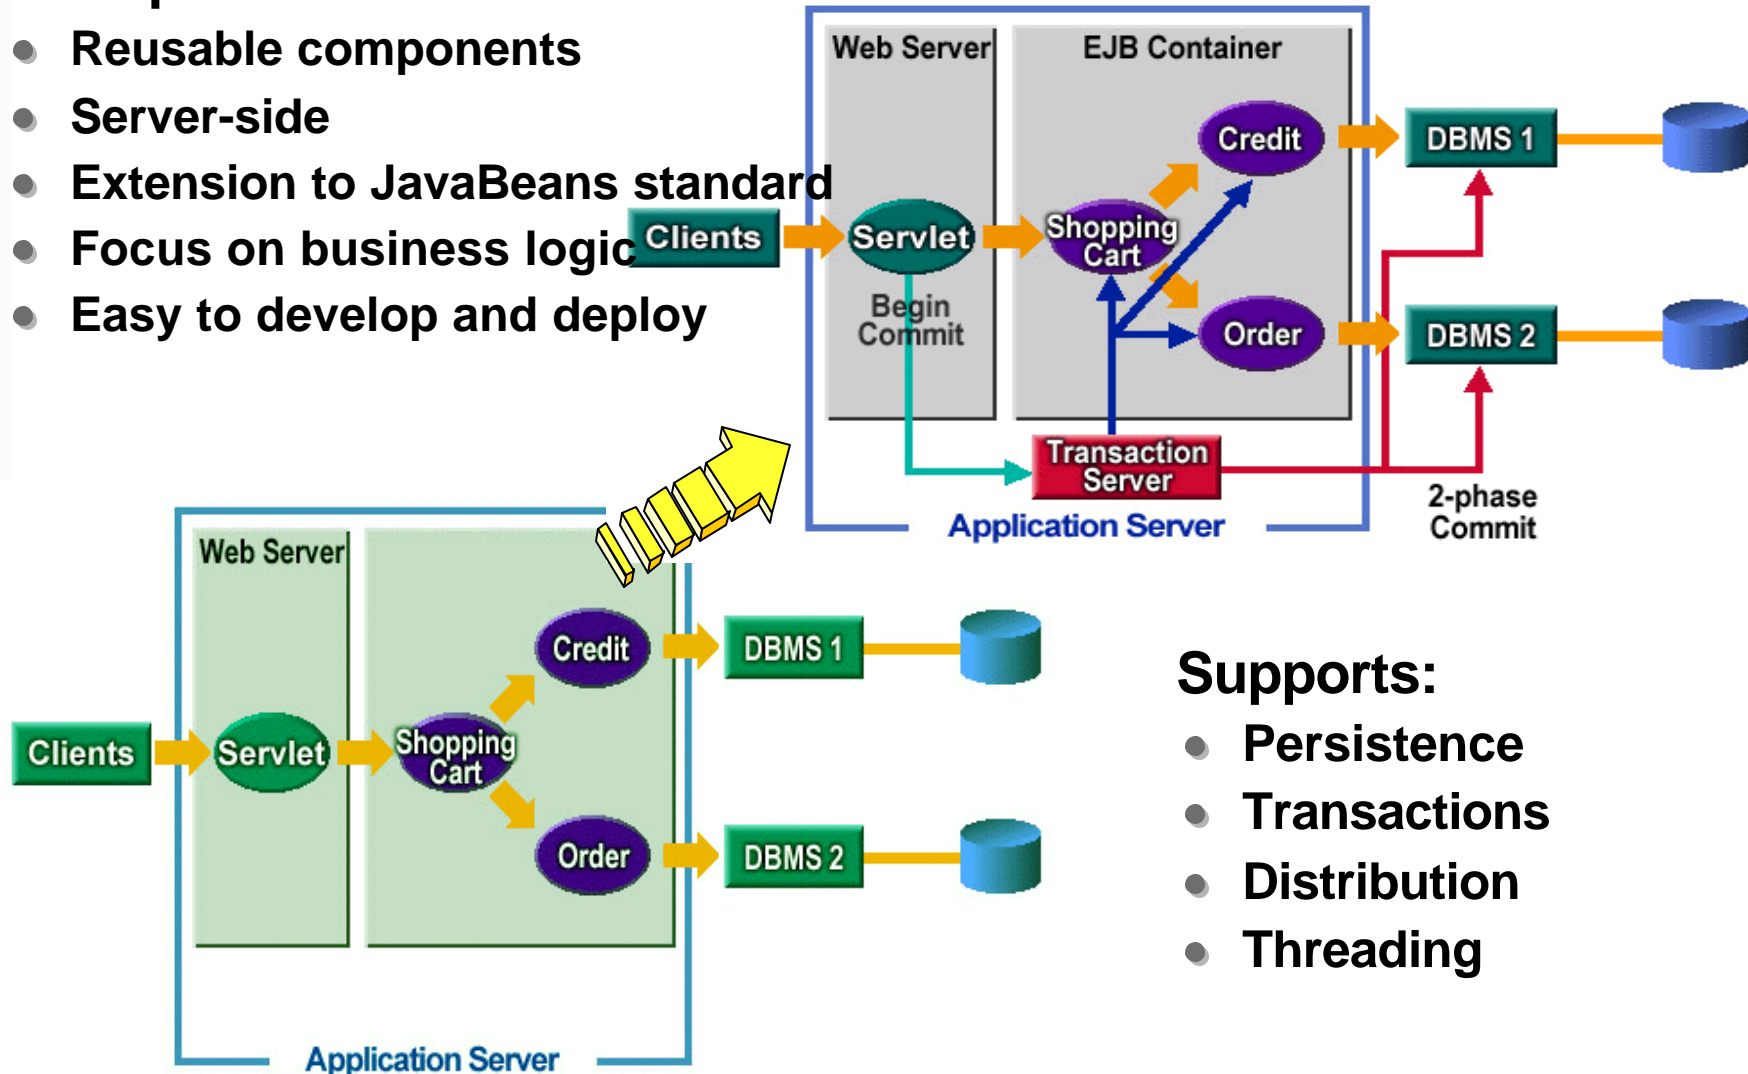 Reusable components
Server-side
Extension to JavaBeans standard
Focus on business logic
Easy to develop and deploy
Web Server
EJB Container
Credit
DBMS 1
Clients
Servlet
Shopping
Cart
Begin
Commit
Order
DBMS 2
Transaction
Server
2-phase
Commit
Application Server
Web Server
Credit
DBMS 1
Clients
Servlet
Shopping
Cart
Order
DBMS 2
Application Server
Supports:
Persistence
Transactions
Distribution
Threading